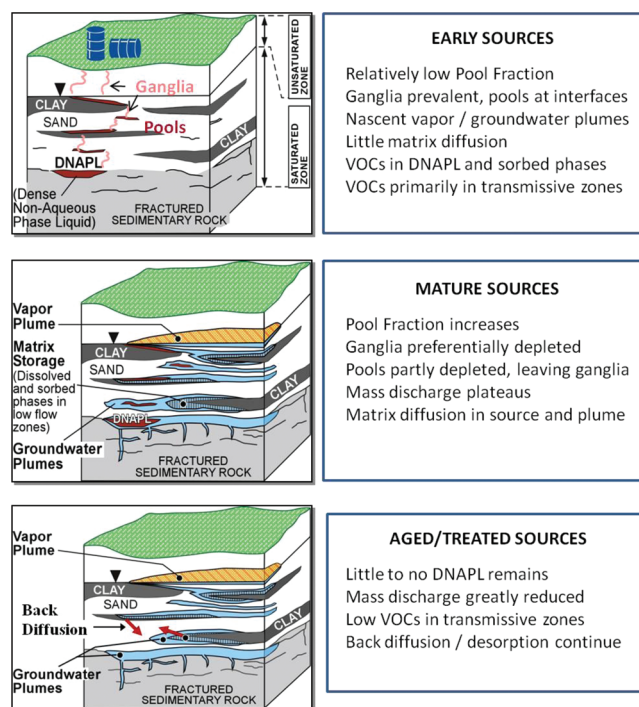 Ganglia
CLAY
SAND
Pools
CLAY
DNAPL
(Dense
Non-Aqueous
Phase Liquid)
FRACTURED
SEDIMENTARY ROCK
UNSATURATED
ZONE
SATURATED
ZONE
EARLY SOURCES
Relatively low Pool Fraction
Ganglia prevalent, pools at interfaces
Nascent vapor / groundwater plumes
Little matrix diffusion
VOCs in DNAPL and sorbed phases
VOCs primarily in transmissive zones
Vapor
Plume
Matrix
Storage
(Dissolved
and sorbed
phases in
low flow
zones)
Groundwater
Plumes
CLAY
SAND
CLAY
DNAPL
FRACTURED
SEDIMENTARY ROCK
MATURE SOURCES
Pool Fraction increases
Ganglia preferentially depleted
Pools partly depleted, leaving ganglia
Mass discharge plateaus
Matrix diffusion in source and plume
Vapor
Plume
CLAY
SAND
Back
Diffusion
CLAY
Groundwater
Plumes
FRACTURED
SEDIMENTARY ROCK
AGED/TREATED SOURCES
Little to no DNAPL remains
Mass discharge greatly reduced
Low VOCs in transmissive zones
Back diffusion / desorption continue